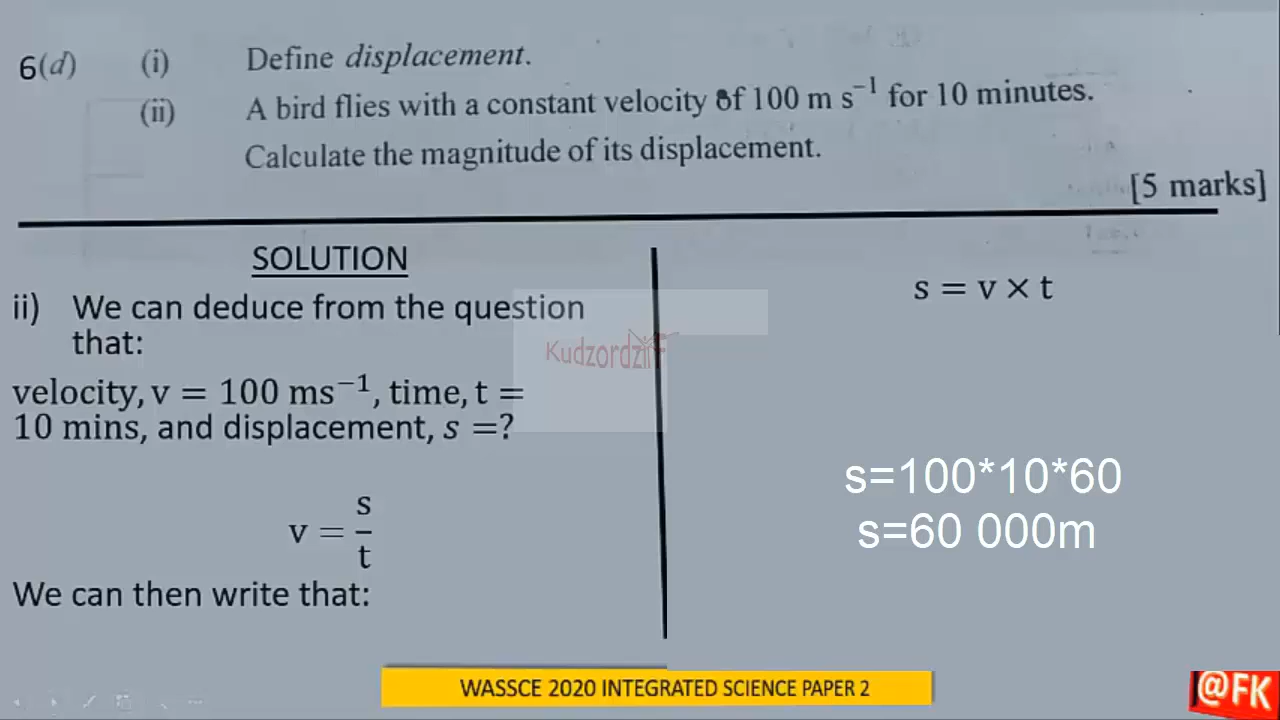 6(d) (i) Define displacement.
(ii) A bird flies with a constant velocity of 100 m s⁻¹ for 10 minutes.
Calculate the magnitude of its displacement.
[5 marks]
SOLUTION
ii) We can deduce from the question
that:
velocity, v = 100 ms⁻¹, time, t =
10 mins, and displacement, s =?
v = s/t
We can then write that:
s = v × t
s=100*10*60
s=60 000m
WASSCE 2020 INTEGRATED SCIENCE PAPER 2
@FK